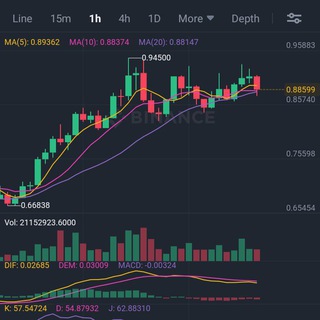 Line 15m 1h 4h 1D More Depth
MA(5): 0.89362 MA(10): 0.88374 MA(20): 0.88147
0.95883
0.94500
0.88599
0.85740
BINANCE
0.75598
0.66838
0.65454
Vol: 21152923.6000
DIF: 0.02685 DEM: 0.03009 MACD: -0.00324
K: 57.54724 D: 54.87932 J: 62.88310